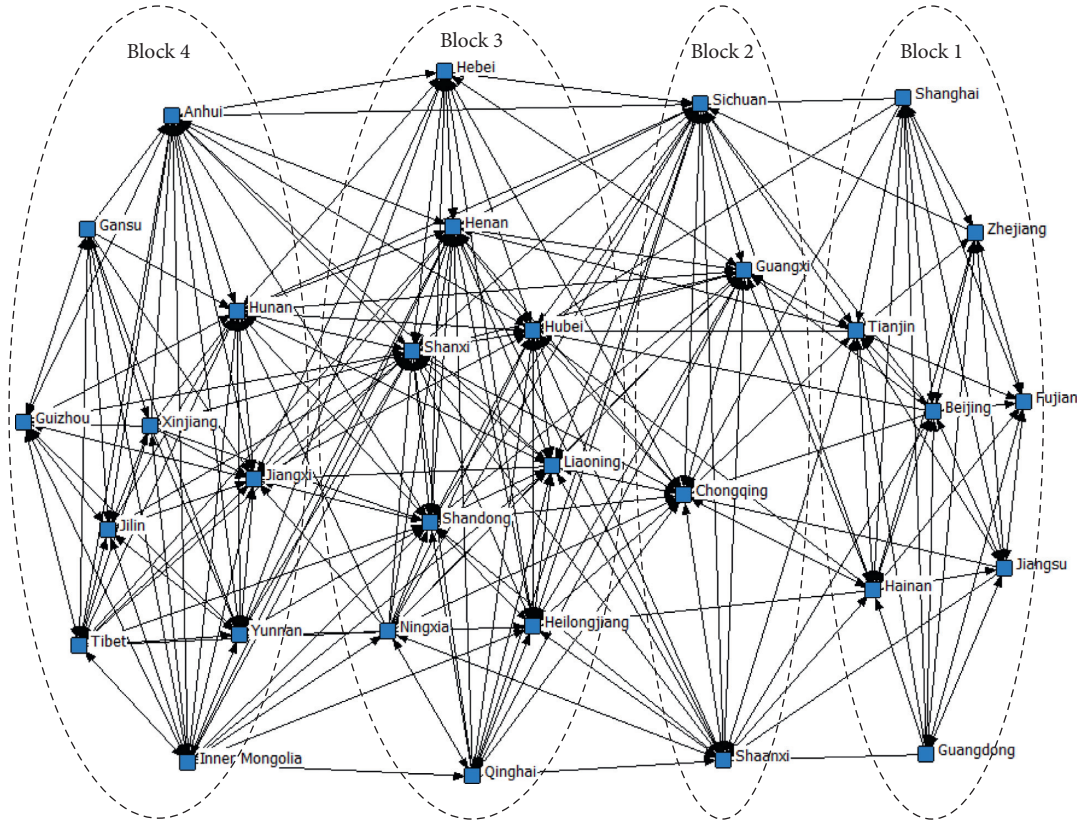 Block 4
Block 3
Block 2
Block 1
Hebei
Anhui
Sichuan
Shanghai
Gansu
Henan
Zhejiang
Guangxi
Hunan
Hubei
Tianjin
Shanxi
Guizhou
Xinjiang
Beijing
Fujian
Jiangxi
Liaoning
Chongqing
Jilin
Shandong
Jiangsu
Hainan
Tibet
Yunnan
Ningxia
Heilongjiang
Inner Mongolia
Qinghai
Shaanxi
Guangdong